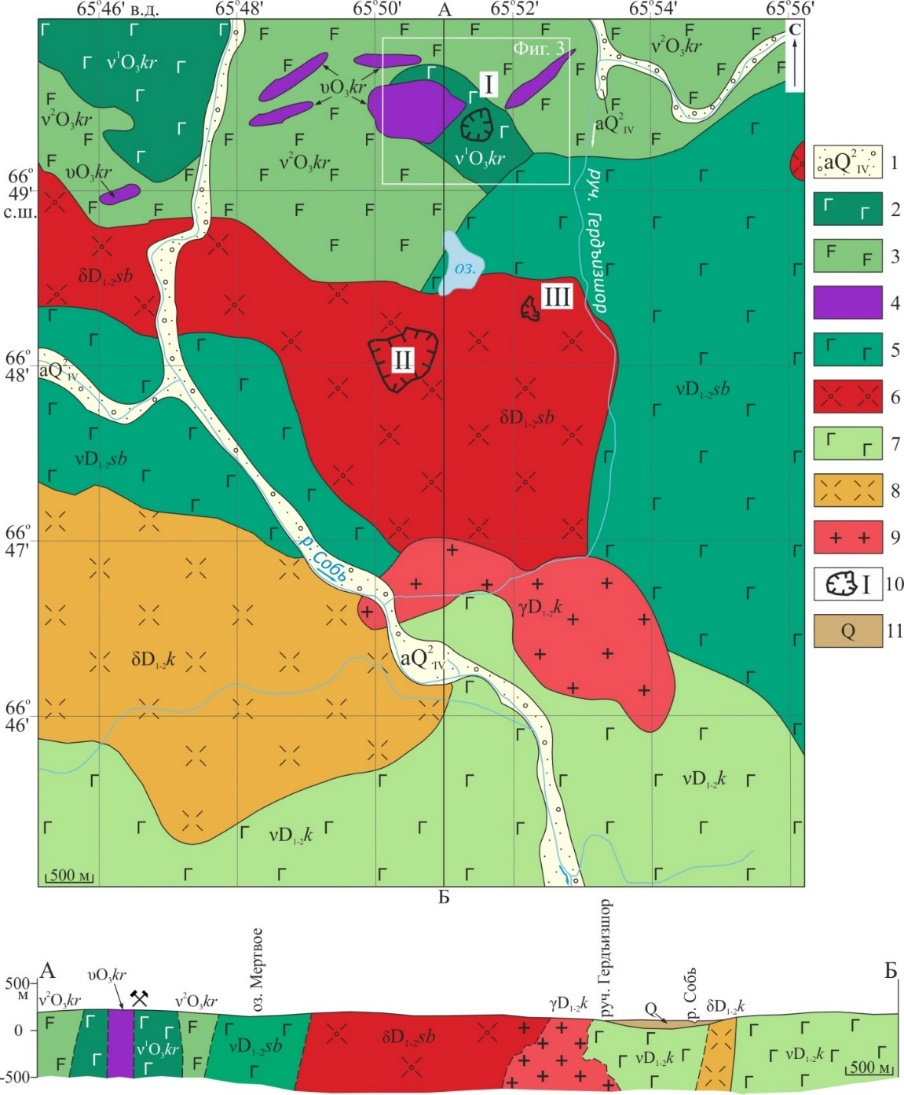 65°46' в.д.
65°48'
65°50'
А
65°52'
65°54'
65°56'
С
Фиг. 3
ν¹O₃kr
υO₃kr
ν²O₃kr
I
aQ²IV
ν²O₃kr
ν²O₃kr
ν¹O₃kr
υO₃kr
66°
49'
с.ш.
руч. Гердъизшор
оз.
δD₁₋₂sb
III
II
66°
48'
aQ²IV
δD₁₋₂sb
νD₁₋₂sb
νD₁₋₂sb
66°
47'
р. Собь
γD₁₋₂k
δD₁₋₂k
aQ²IV
66°
46'
νD₁₋₂k
νD₁₋₂k
500 м
Б
aQ²IV 1
2
3
4
5
6
7
8
9
I 10
Q 11
А
Б
500
м
0
-500
υO₃kr
ν²O₃kr
ν²O₃kr
ν¹O₃kr
оз. Мертвое
νD₁₋₂sb
δD₁₋₂sb
γD₁₋₂k
руч. Гердъизшор
Q
р. Собь
δD₁₋₂k
νD₁₋₂k
νD₁₋₂k
500 м